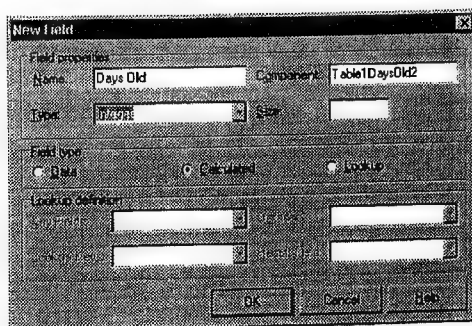 New Field
Field properties
Name: Days Old Component: Table1DaysOld2
Type: Integer Size:
Field type
Data Calculated Lookup
Lookup definition
OK Cancel Help